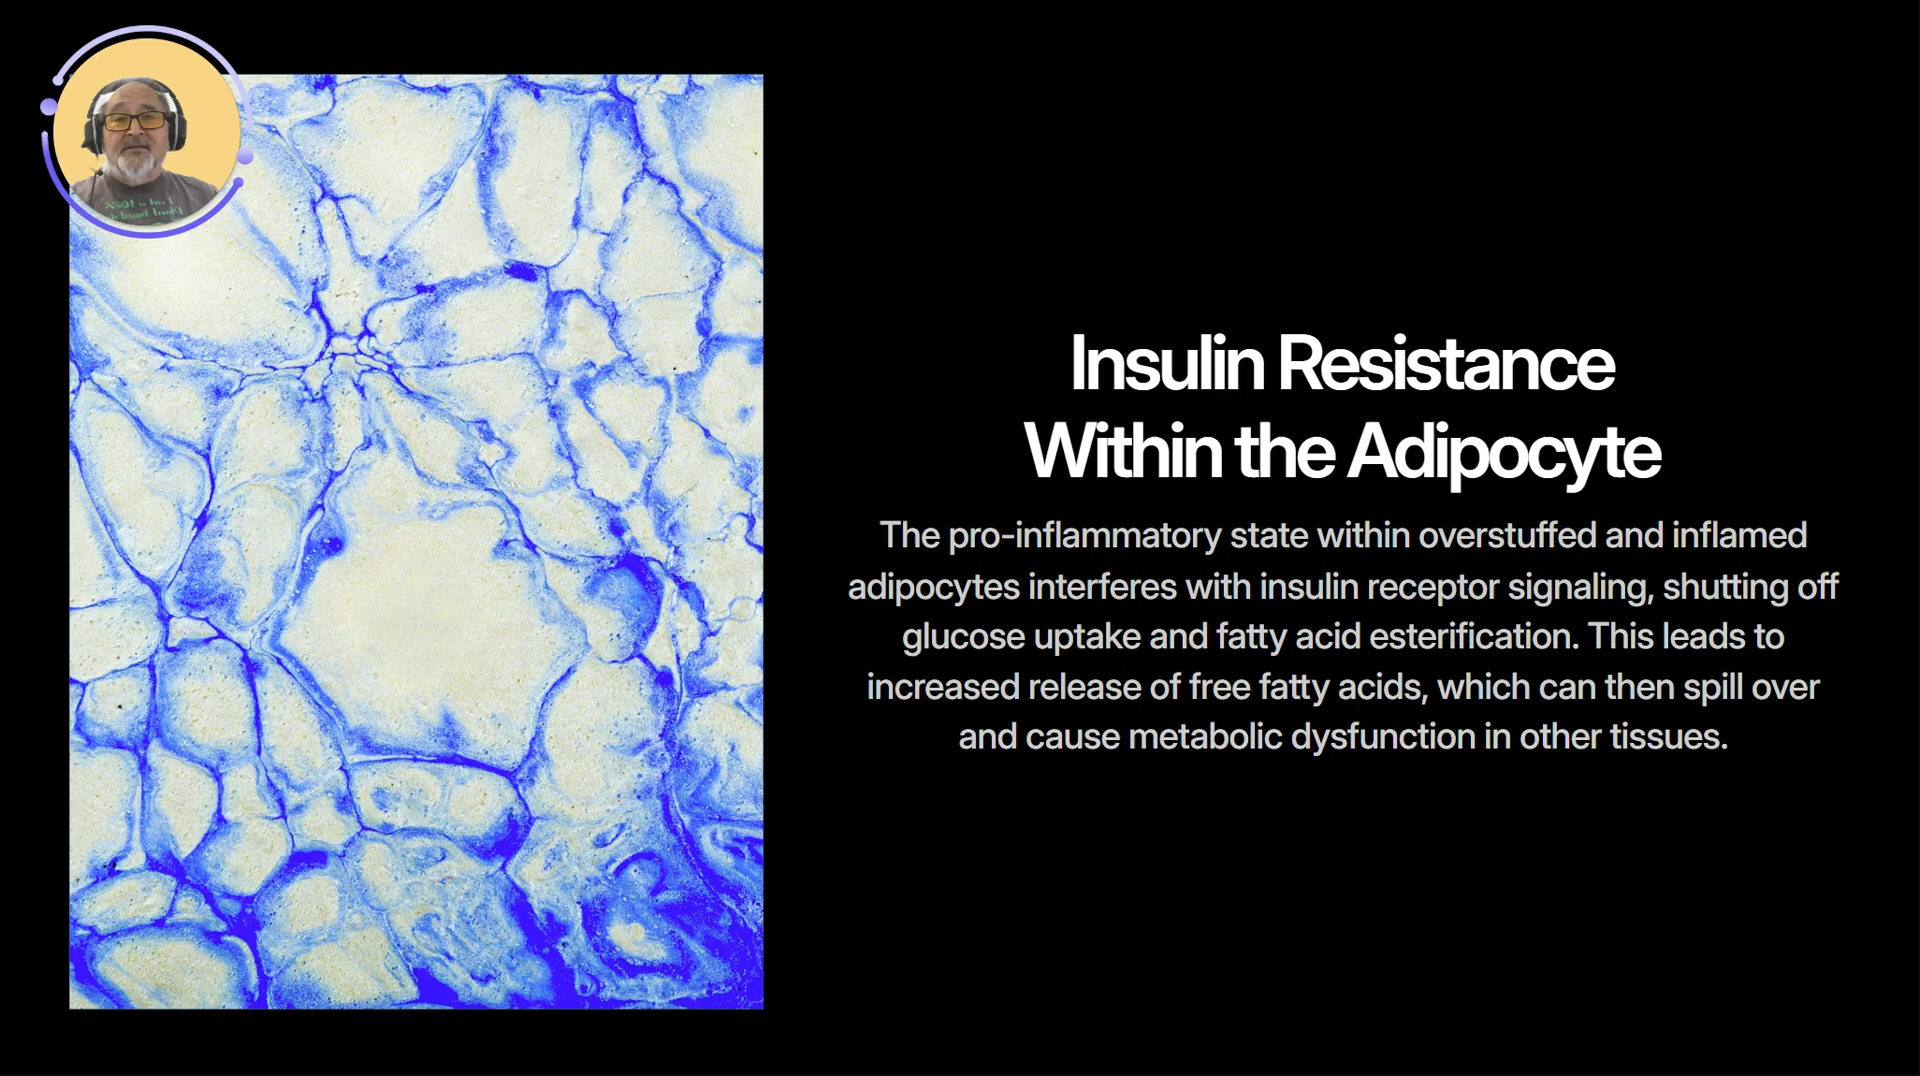 Insulin Resistance
Within the Adipocyte
The pro-inflammatory state within overstuffed and inflamed
adipocytes interferes with insulin receptor signaling, shutting off
glucose uptake and fatty acid esterification. This leads to
increased release of free fatty acids, which can then spill over
and cause metabolic dysfunction in other tissues.